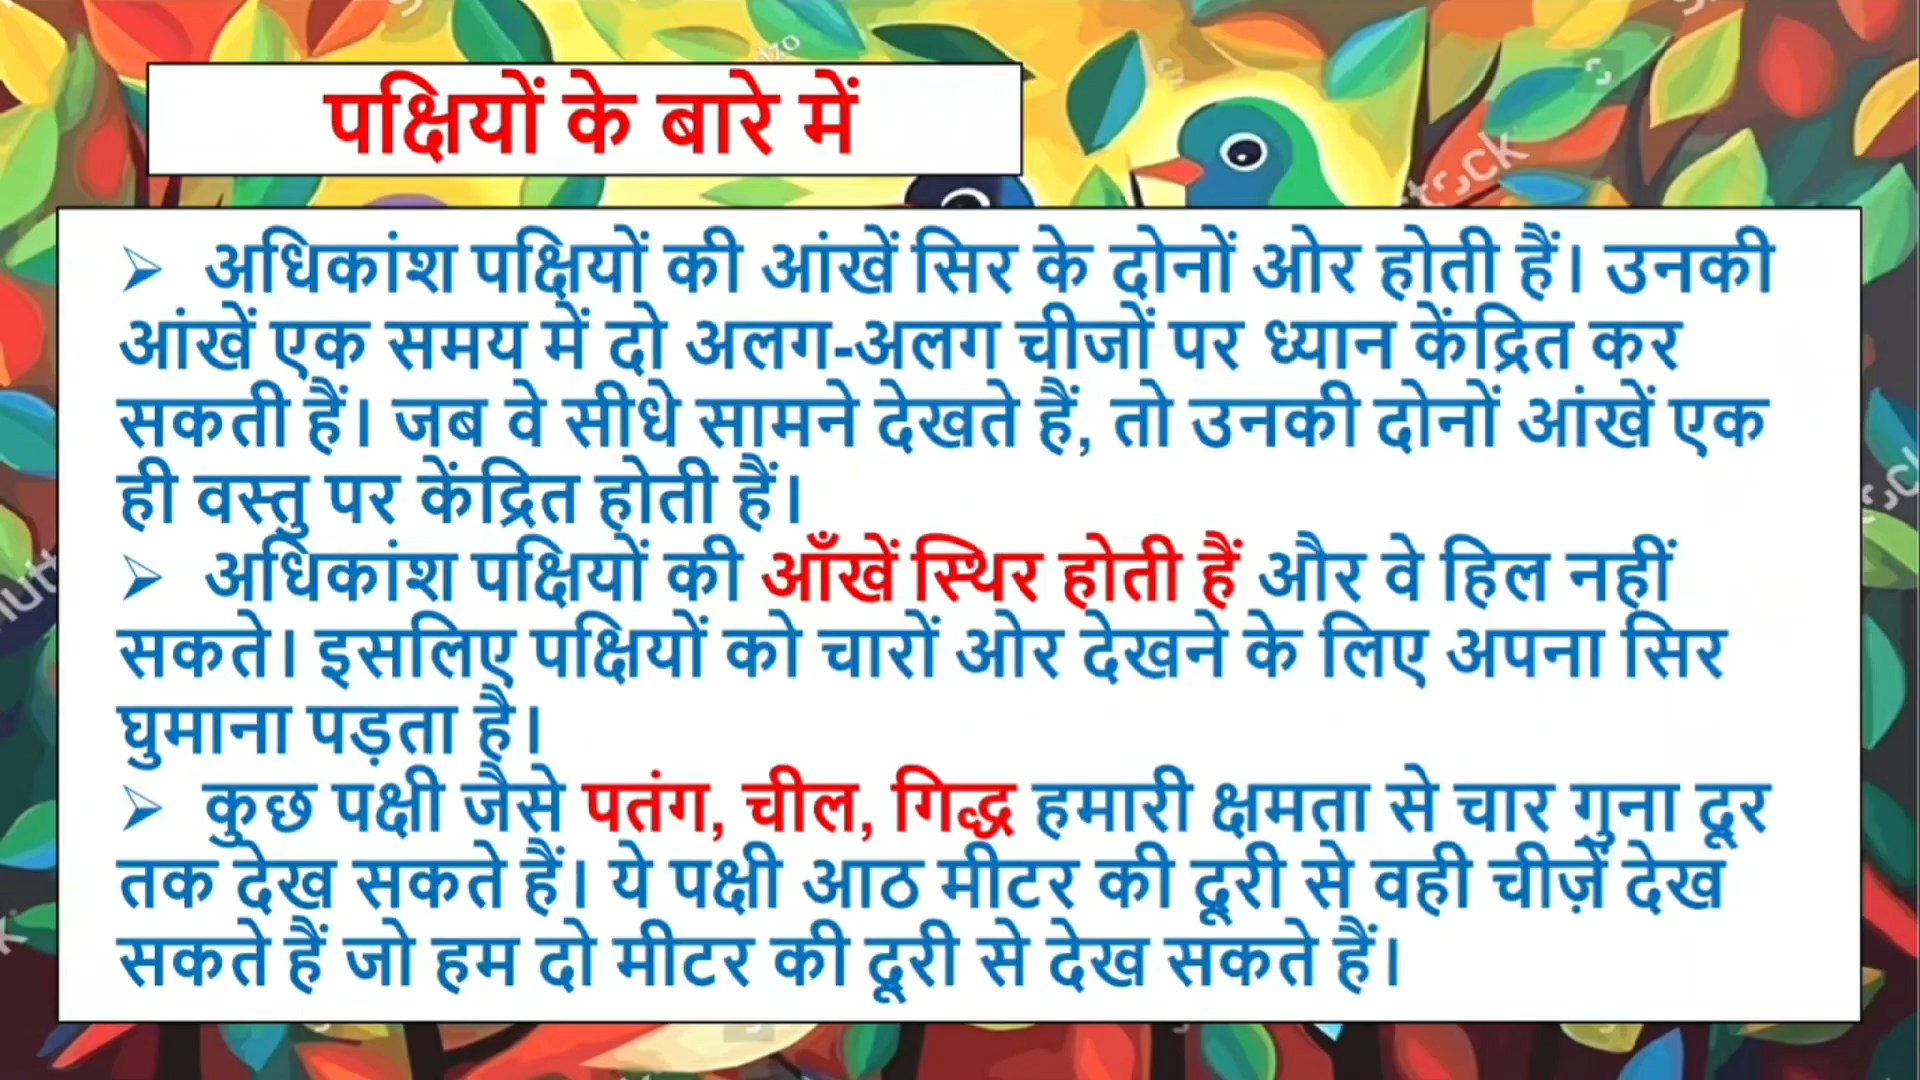 पक्षियों के बारे में
➢ अधिकांश पक्षियों की आंखें सिर के दोनों ओर होती हैं। उनकी
आंखें एक समय में दो अलग-अलग चीजों पर ध्यान केंद्रित कर
सकती हैं। जब वे सीधे सामने देखते हैं, तो उनकी दोनों आंखें एक
ही वस्तु पर केंद्रित होती हैं।
➢ अधिकांश पक्षियों की आँखें स्थिर होती हैं और वे हिल नहीं
सकते। इसलिए पक्षियों को चारों ओर देखने के लिए अपना सिर
घुमाना पड़ता है।
➢ कुछ पक्षी जैसे पतंग, चील, गिद्ध हमारी क्षमता से चार गुना दूर
तक देख सकते हैं। ये पक्षी आठ मीटर की दूरी से वही चीज़ें देख
सकते हैं जो हम दो मीटर की दूरी से देख सकते हैं।